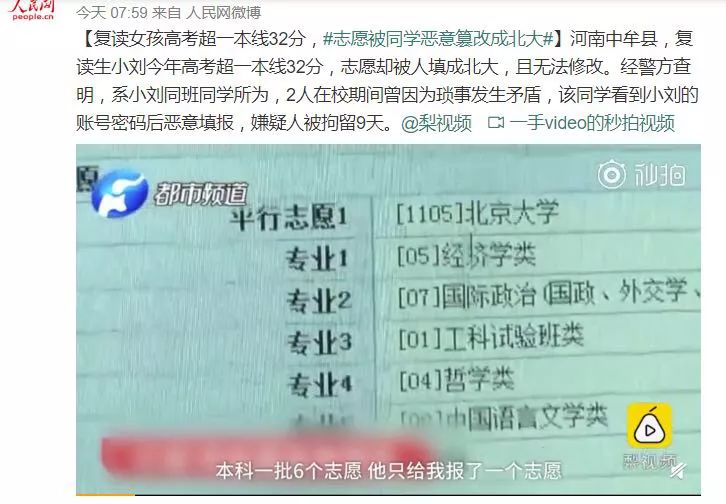 人民网
people.cn
今天 07:59 来自 人民网微博
【复读女孩高考超一本线32分，#志愿被同学恶意篡改成北大#】河南中牟县，复
读生小刘今年高考超一本线32分，志愿却被人填成北大，且无法修改。经警方查
明，系小刘同班同学所为，2人在校期间曾因为琐事发生矛盾，该同学看到小刘的
账号密码后恶意填报，嫌疑人被拘留9天。@梨视频 一手video的秒拍视频
愿
都市频道
秒拍
平行志愿1 [1105]北京大学
专业1 [05]经济学类
专业2 [07]国际政治(国政、外交学、
专业3 [01]工科试验班类
专业4 [04]哲学类
中国语言文学类
本科一批6个志愿 他只给我报了一个志愿